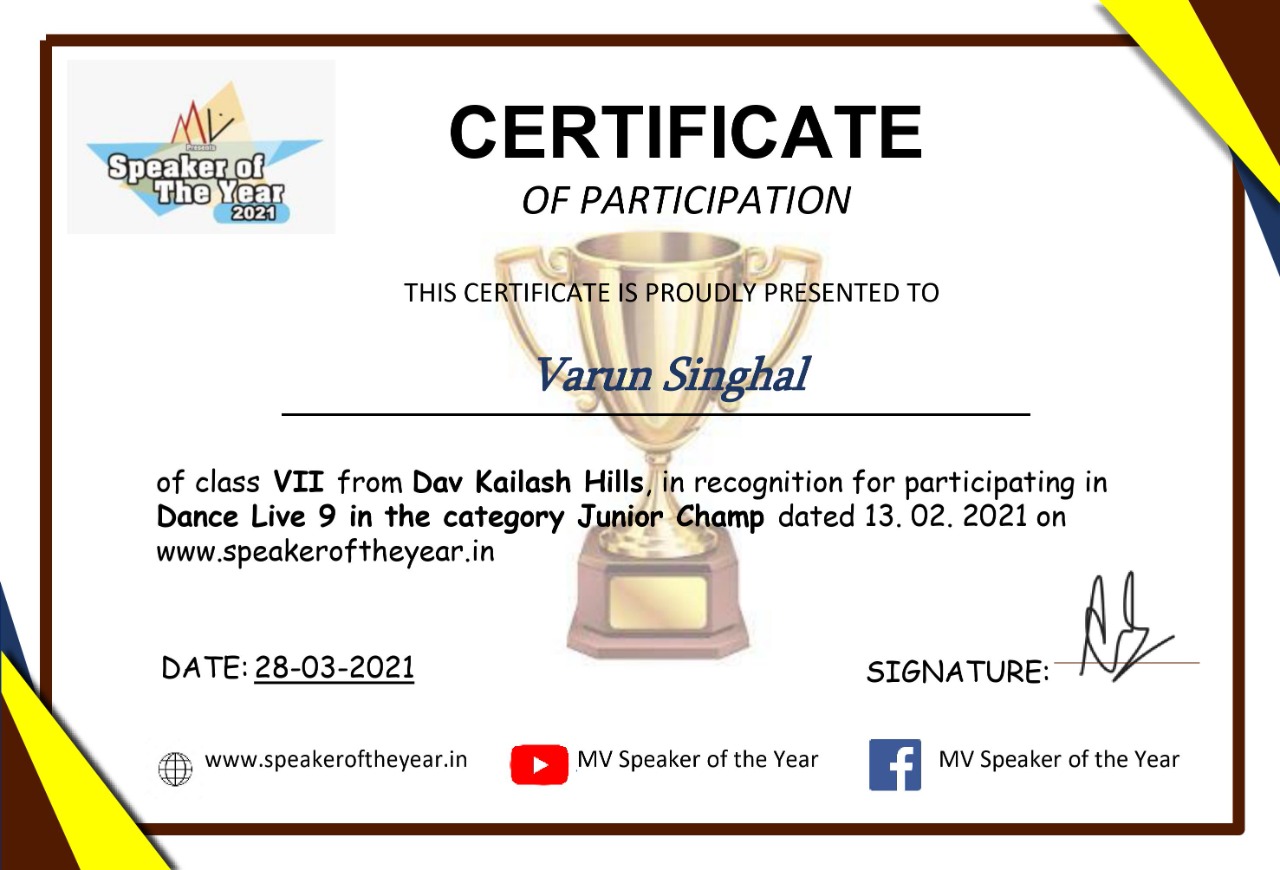 MV
Presents
Speaker of
The Year
2021
CERTIFICATE
OF PARTICIPATION
THIS CERTIFICATE IS PROUDLY PRESENTED TO
Varun Singhal
of class VII from Dav Kailash Hills, in recognition for participating in
Dance Live 9 in the category Junior Champ dated 13. 02. 2021 on
www.speakeroftheyear.in
DATE: 28-03-2021
SIGNATURE:
www.speakeroftheyear.in
MV Speaker of the Year
MV Speaker of the Year